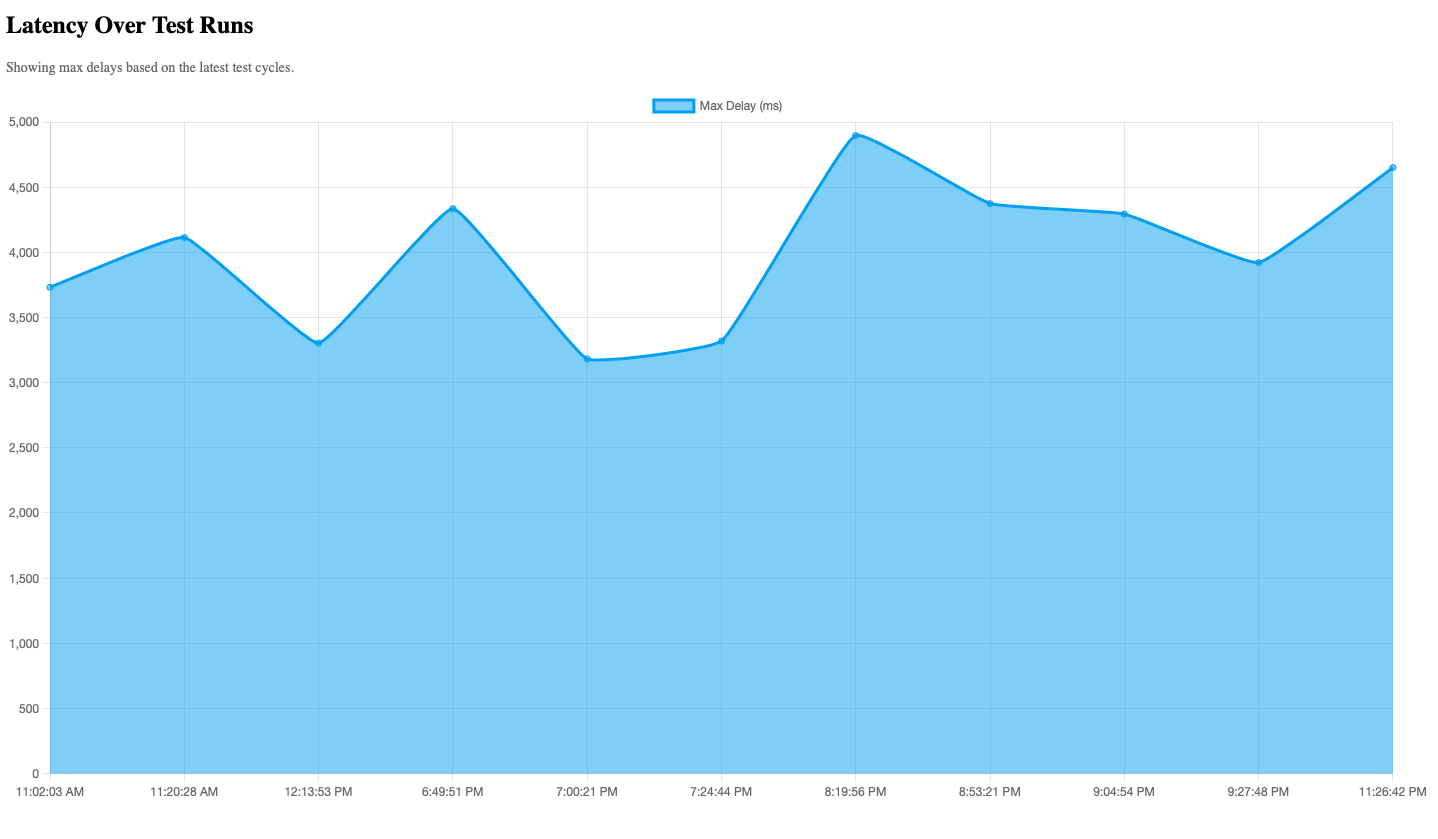 Latency Over Test Runs
Showing max delays based on the latest test cycles.
Max Delay (ms)
5,000
4,500
4,000
3,500
3,000
2,500
2,000
1,500
1,000
500
0
11:02:03 AM 11:20:28 AM 12:13:53 PM 6:49:51 PM 7:00:21 PM 7:24:44 PM 8:19:56 PM 8:53:21 PM 9:04:54 PM 9:27:48 PM 11:26:42 PM